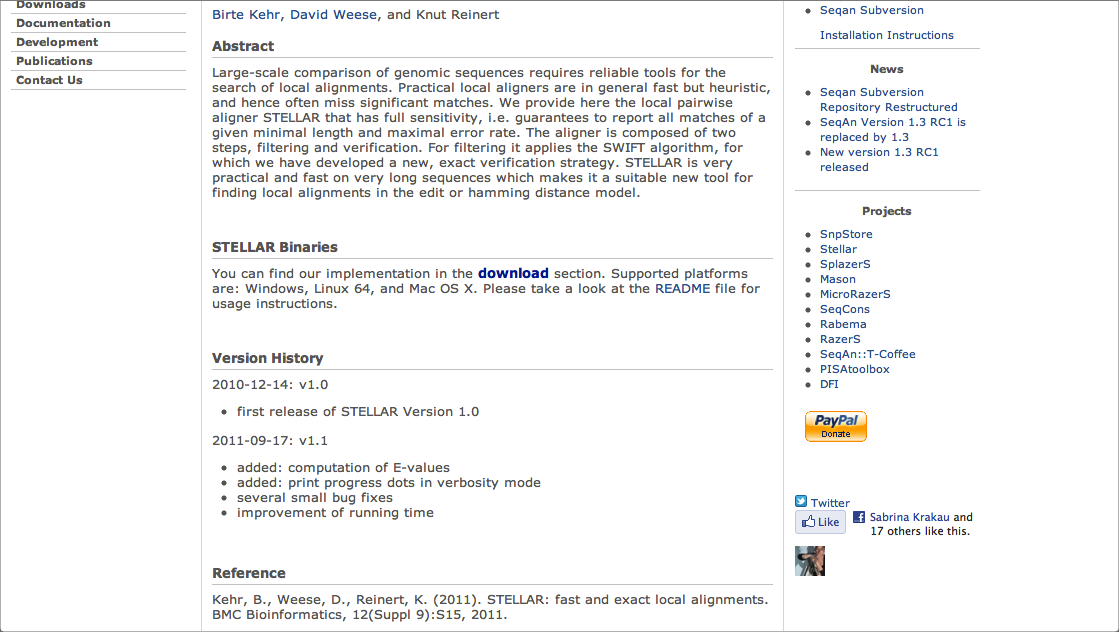 Downloads
Documentation
Development
Publications
Contact Us
Birte Kehr, David Weese, and Knut Reinert
Abstract
Large-scale comparison of genomic sequences requires reliable tools for the
search of local alignments. Practical local aligners are in general fast but heuristic,
and hence often miss significant matches. We provide here the local pairwise
aligner STELLAR that has full sensitivity, i.e. guarantees to report all matches of a
given minimal length and maximal error rate. The aligner is composed of two
steps, filtering and verification. For filtering it applies the SWIFT algorithm, for
which we have developed a new, exact verification strategy. STELLAR is very
practical and fast on very long sequences which makes it a suitable new tool for
finding local alignments in the edit or hamming distance model.
STELLAR Binaries
You can find our implementation in the download section. Supported platforms
are: Windows, Linux 64, and Mac OS X. Please take a look at the README file for
usage instructions.
Version History
2010-12-14: v1.0
• first release of STELLAR Version 1.0
2011-09-17: v1.1
• added: computation of E-values
• added: print progress dots in verbosity mode
• several small bug fixes
• improvement of running time
Reference
Kehr, B., Weese, D., Reinert, K. (2011). STELLAR: fast and exact local alignments.
BMC Bioinformatics, 12(Suppl 9):S15, 2011.
• Seqan Subversion
Installation Instructions
News
• Seqan Subversion
Repository Restructured
• SeqAn Version 1.3 RC1 is
replaced by 1.3
• New version 1.3 RC1
released
Projects
• SnpStore
• Stellar
• SplazerS
• Mason
• MicroRazerS
• SeqCons
• Rabema
• RazerS
• SeqAn::T-Coffee
• PISAtoolbox
• DFI
PayPal
Donate
Twitter
Like
Sabrina Krakau and
17 others like this.